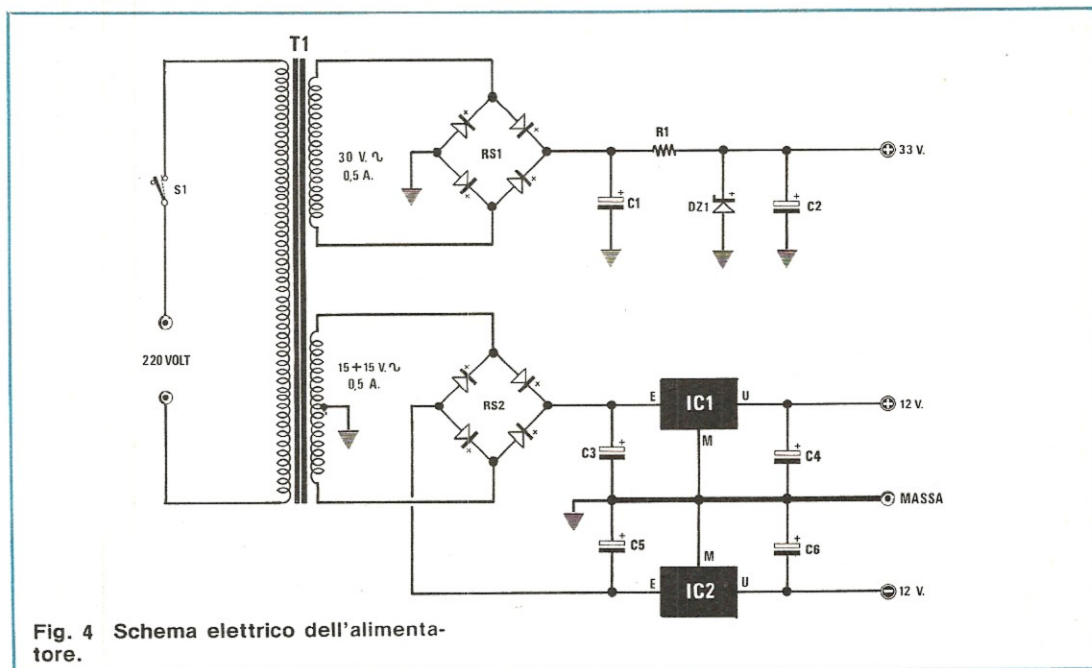 T1
S1
220 VOLT
30 V. ∿
0,5 A.
RS1
C1
R1
DZ1
C2
33 V.
15+15 V. ∿
0,5 A.
RS2
C3
E
IC1
U
M
C4
12 V.
MASSA
C5
E
M
IC2
U
C6
12 V.
Fig. 4 Schema elettrico dell'alimenta-
tore.